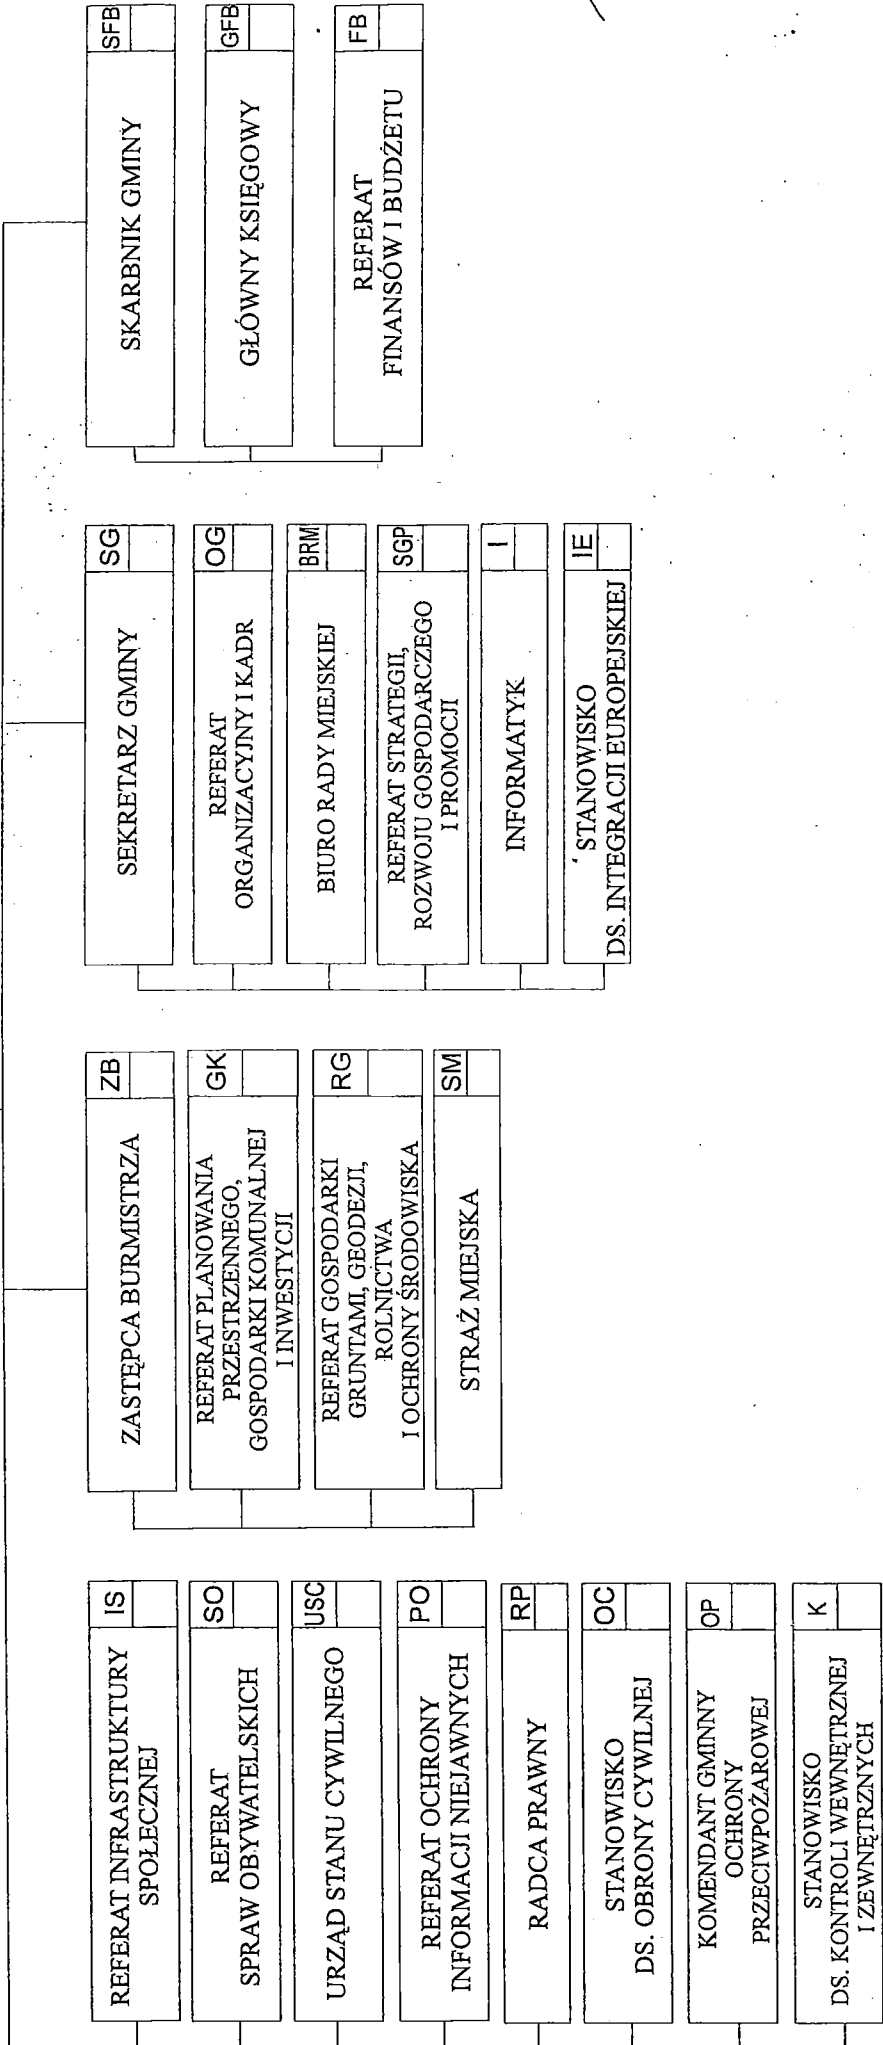 REFERAT INFRASTRUKTURY
SPOŁECZNEJ
IS
REFERAT
SPRAW OBYWATELSKICH
SO
URZĄD STANU CYWILNEGO
USC
REFERAT OCHRONY
INFORMACJI NIEJAWNYCH
PO
RADCA PRAWNY
RP
STANOWISKO
DS. OBRONY CYWILNEJ
OC
KOMENDANT GMINNY
OCHRONY
PRZECIWPOŻAROWEJ
OP
STANOWISKO
DS. KONTROLI WEWNĘTRZNEJ
I ZEWNĘTRZNYCH
K
ZASTĘPCA BURMISTRZA
ZB
REFERAT PLANOWANIA
PRZESTRZENNEGO,
GOSPODARKI KOMUNALNEJ
I INWESTYCJI
GK
REFERAT GOSPODARKI
GRUNTAMI, GEODEZJI,
ROLNICTWA
I OCHRONY ŚRODOWISKA
RG
STRAŻ MIEJSKA
SM
SEKRETARZ GMINY
SG
REFERAT
ORGANIZACYJNY I KADR
OG
BIURO RADY MIEJSKIEJ
BRM
REFERAT STRATEGII,
ROZWOJU GOSPODARCZEGO
I PROMOCJI
SGP
INFORMATYK
I
STANOWISKO
DS. INTEGRACJI EUROPEJSKIEJ
IE
SKARBNIK GMINY
SFB
GŁÓWNY KSIĘGOWY
GFB
REFERAT
FINANSÓW I BUDŻETU
FB